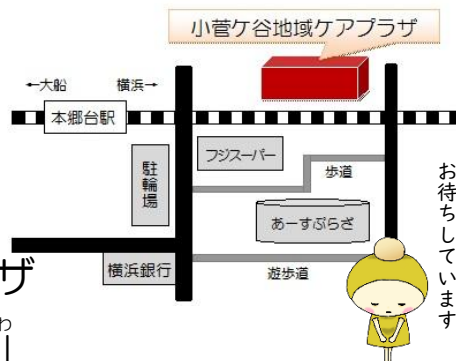 小菅ケ谷地域ケアプラザ
←大船
横浜→
本郷台駅
フジスーパー
駐輪場
歩道
あーすぷらざ
横浜銀行
遊歩道
お待ちしています
ザ
わ